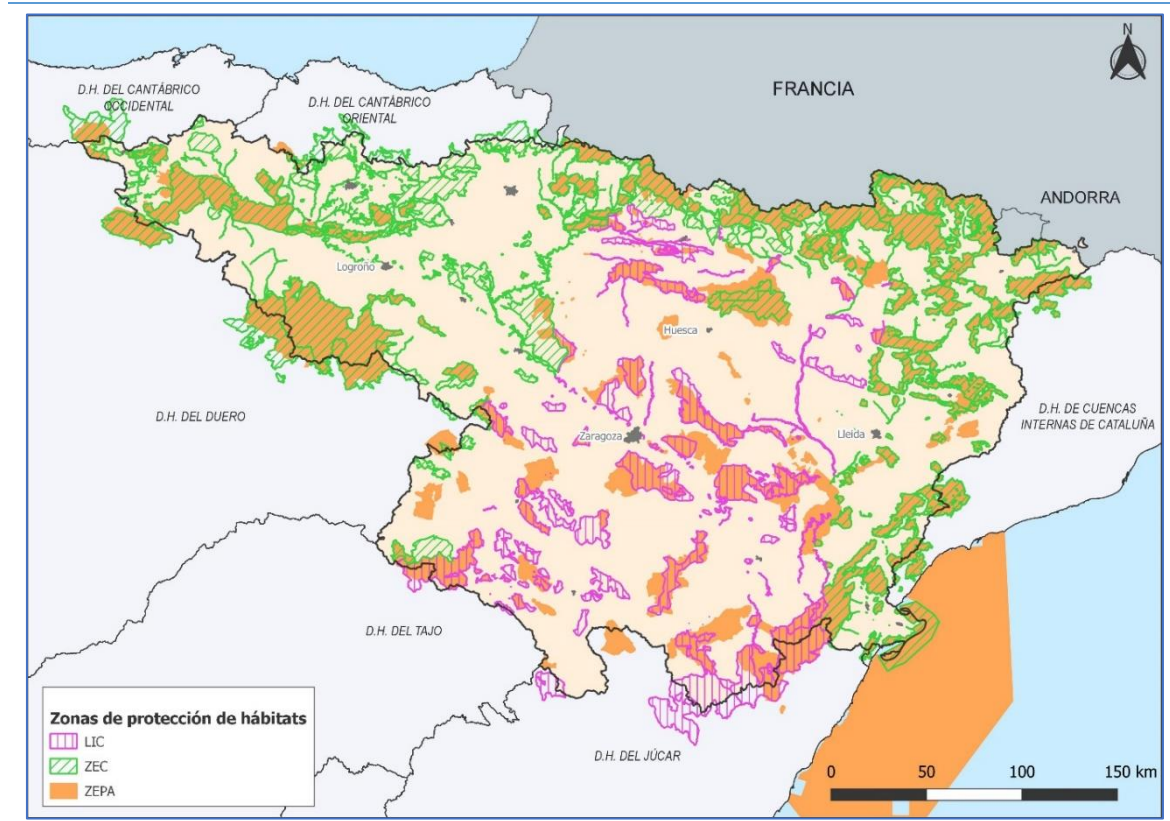 N
D.H. DEL CANTÁBRICO
OCCIDENTAL
D.H. DEL CANTÁBRICO
ORIENTAL
FRANCIA
ANDORRA
Logroño
Huesca
D.H. DEL DUERO
D.H. DE CUENCAS
INTERNAS DE CATALUÑA
Zaragoza
Lleida
D.H. DEL TAJO
D.H. DEL JÚCAR
Zonas de protección de hábitats
LIC
ZEC
ZEPA
0 50 100 150 km